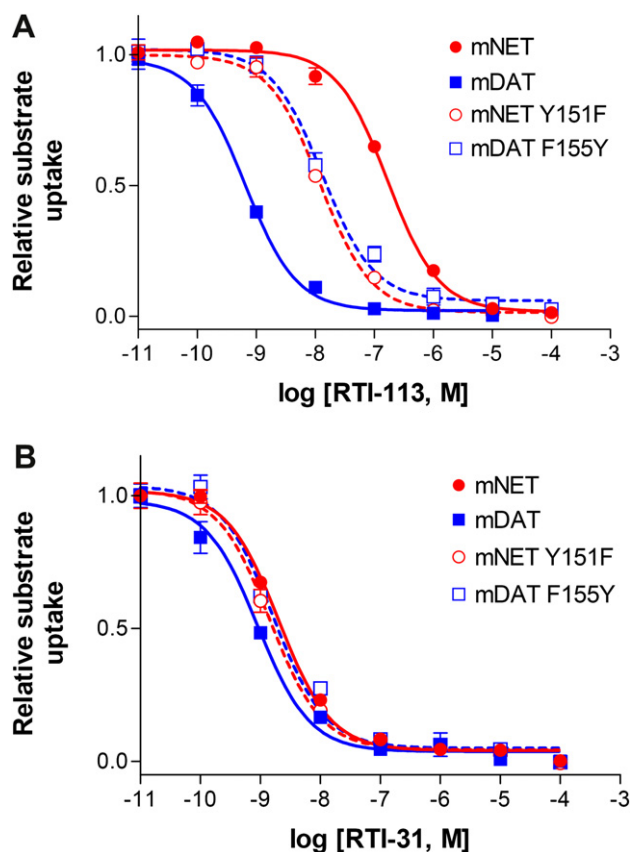 A
Relative substrate
uptake
1.0
0.5
0.0
mNET
mDAT
mNET Y151F
mDAT F155Y
-11 -10 -9 -8 -7 -6 -5 -4 -3
log [RTI-113, M]
B
Relative substrate
uptake
1.0
0.5
0.0
mNET
mDAT
mNET Y151F
mDAT F155Y
-11 -10 -9 -8 -7 -6 -5 -4 -3
log [RTI-31, M]